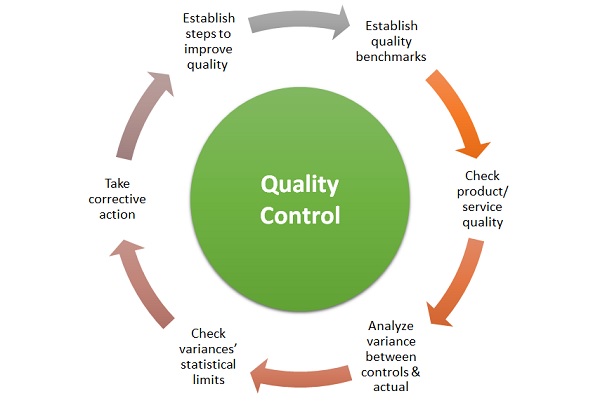 Establish
steps to
improve
quality
Establish
quality
benchmarks
Check
product/
service
quality
Analyze
variance
between
controls &
actual
Check
variances'
statistical
limits
Take
corrective
action
Quality
Control